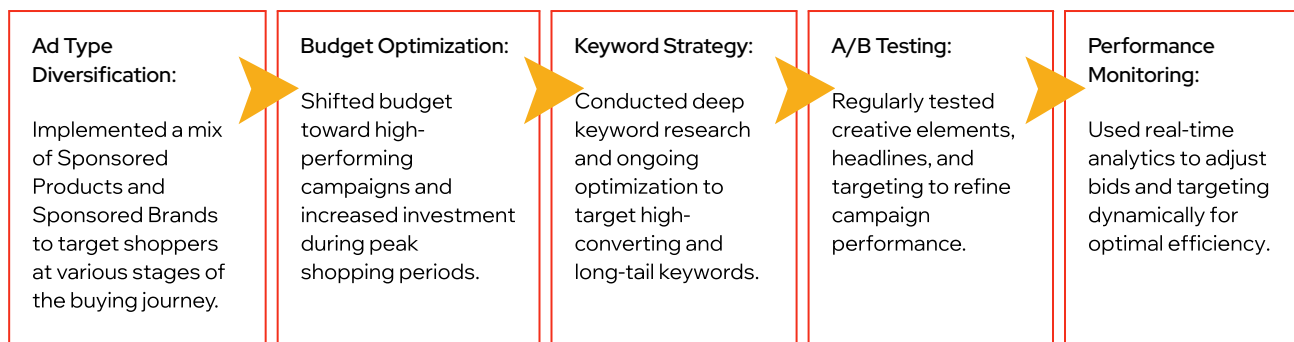 Ad Type
Diversification:
Implemented a mix
of Sponsored
Products and
Sponsored Brands
to target shoppers
at various stages of
the buying journey.
Budget Optimization:
Shifted budget
toward high-
performing
campaigns and
increased investment
during peak
shopping periods.
Keyword Strategy:
Conducted deep
keyword research
and ongoing
optimization to
target high-
converting and
long-tail keywords.
A/B Testing:
Regularly tested
creative elements,
headlines, and
targeting to refine
campaign
performance.
Performance
Monitoring:
Used real-time
analytics to adjust
bids and targeting
dynamically for
optimal efficiency.